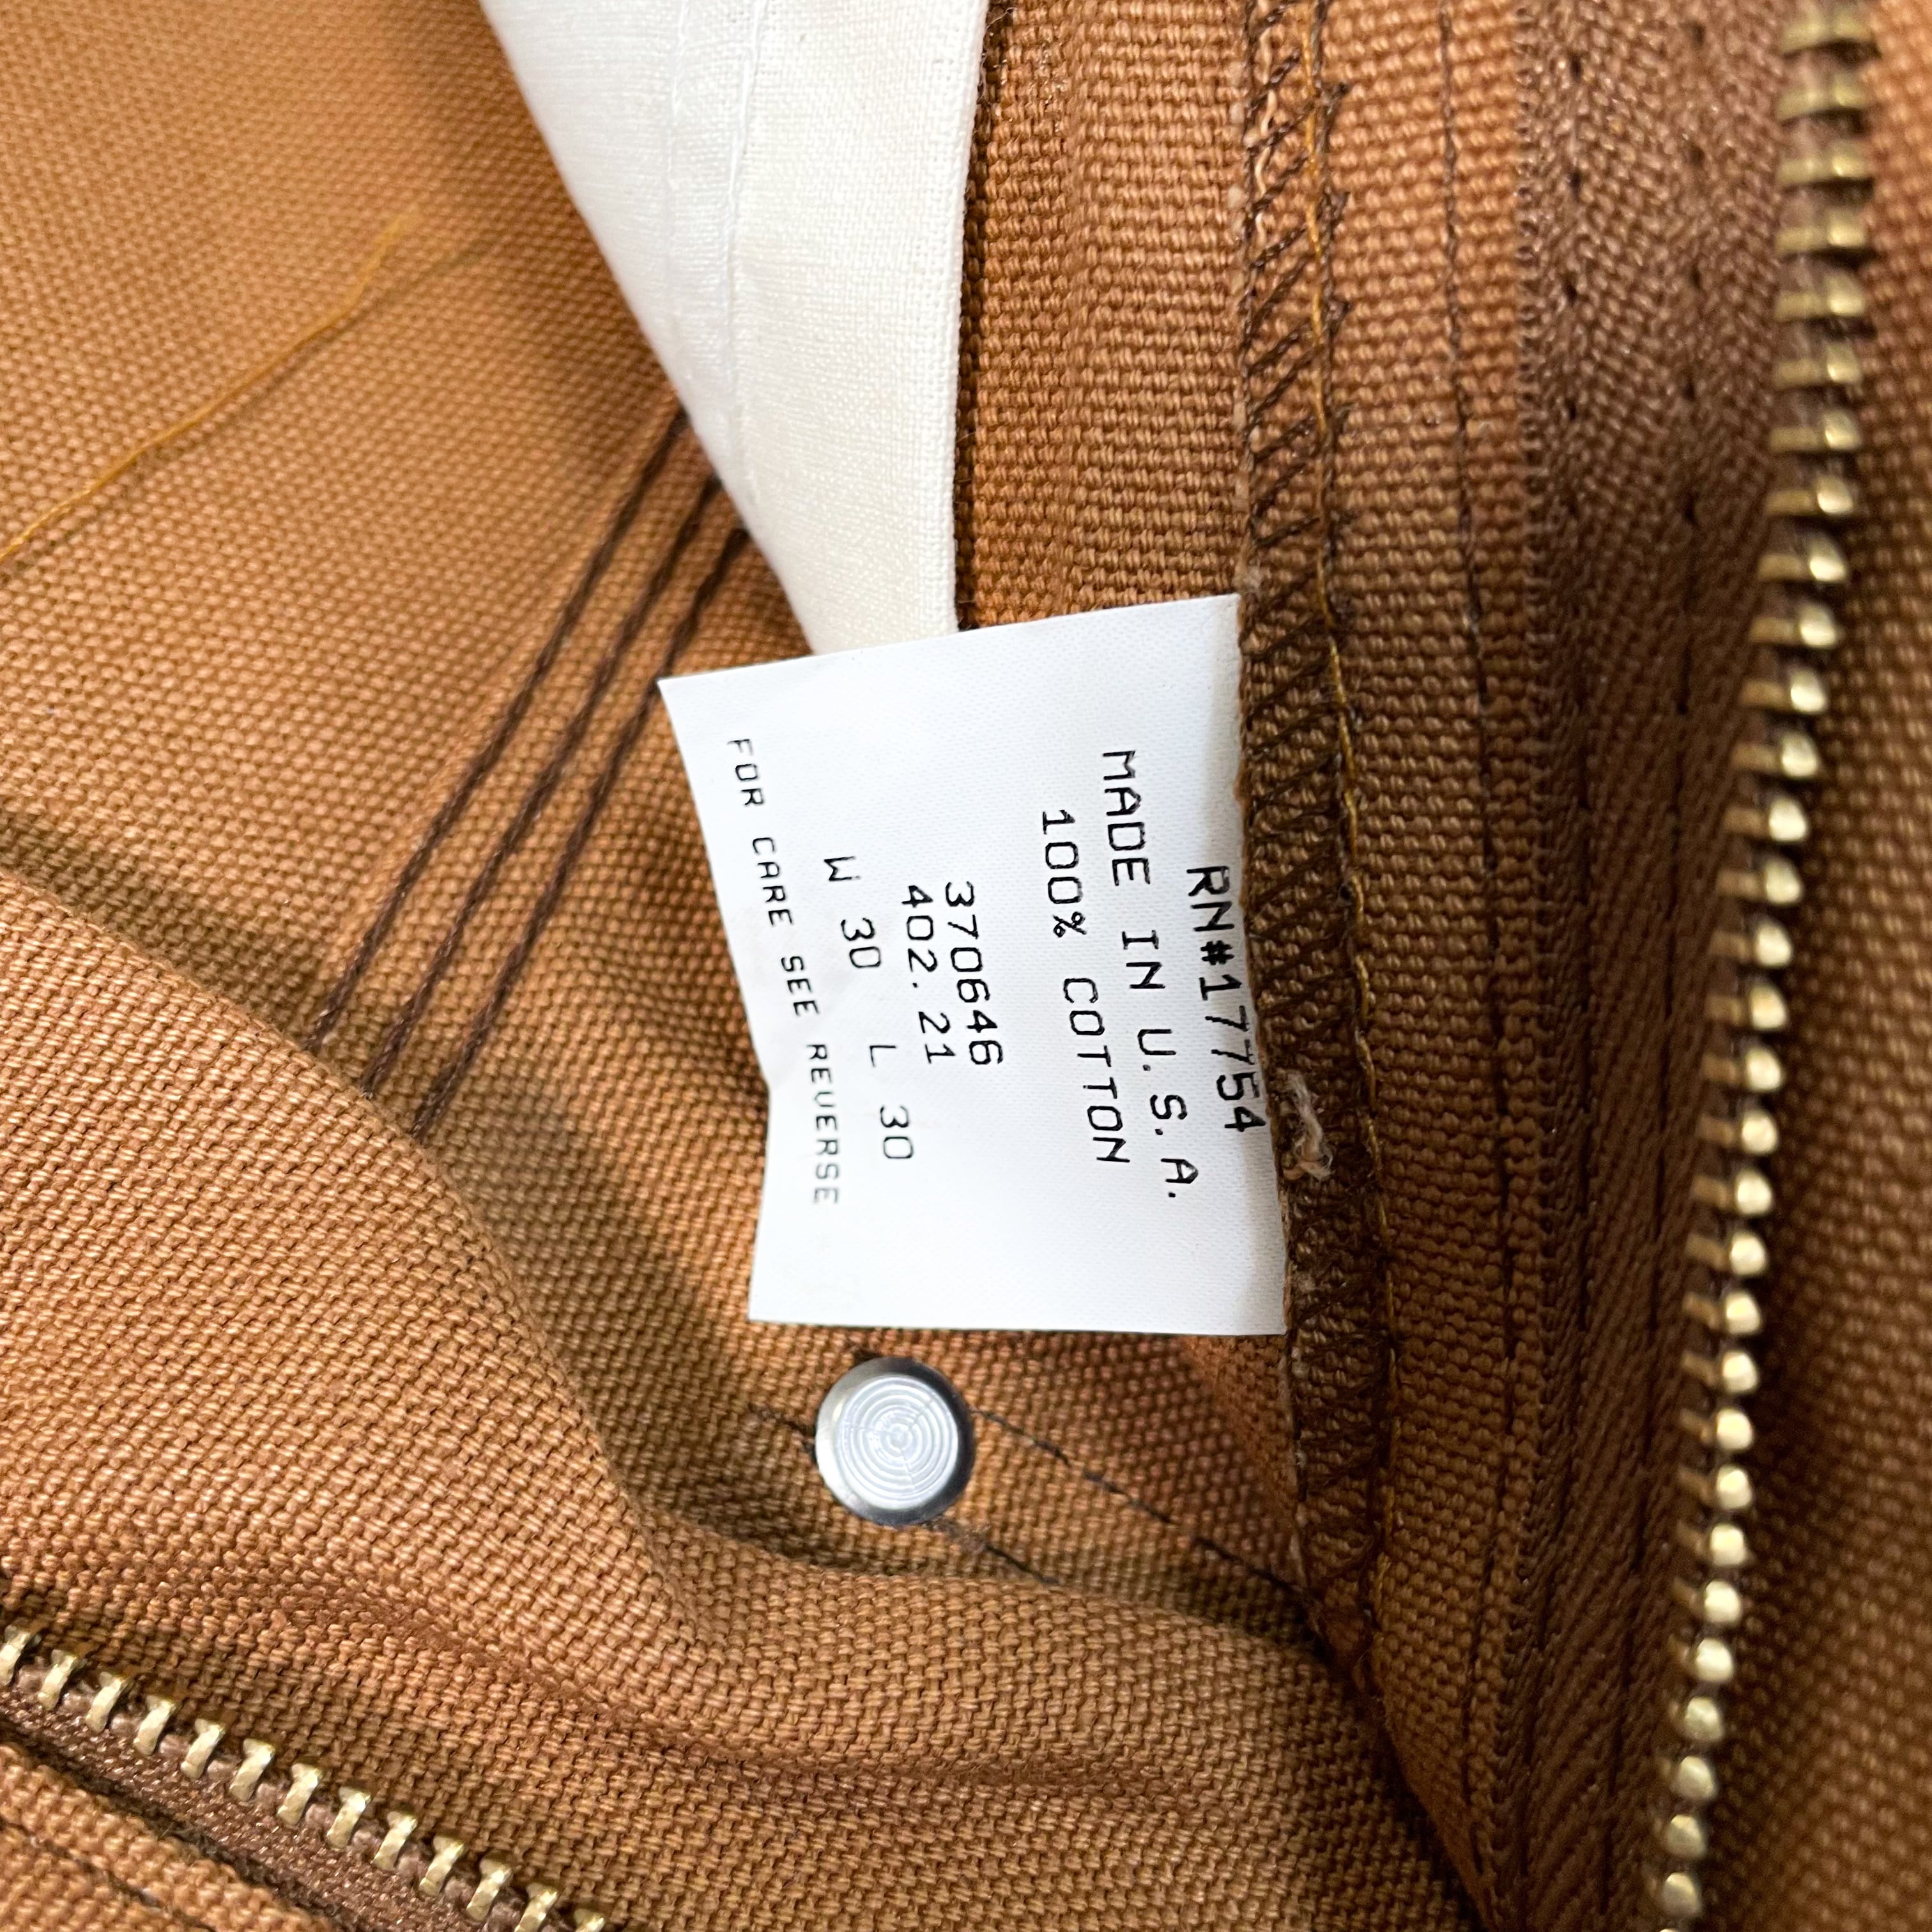 RN#17754
MADE IN U.S.A.
100% COTTON
370646
402.21
W 30 L 30
FOR CARE SEE REVERSE